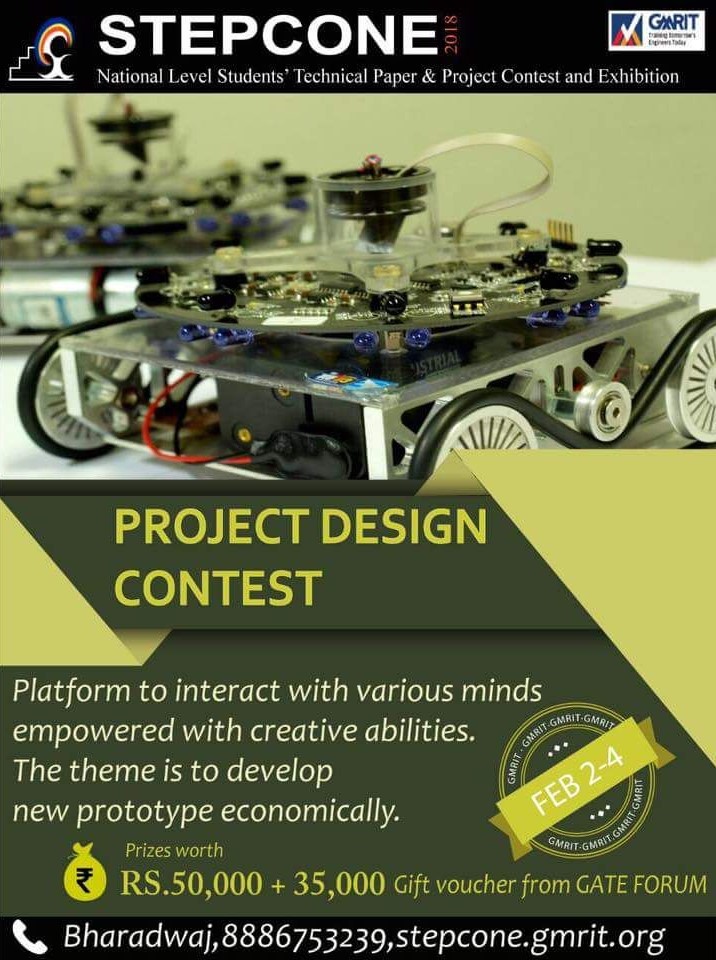 STEPCONE 2018
GMRIT
Training Tomorrow's
Engineers Today
National Level Students' Technical Paper & Project Contest and Exhibition
USTRIAL
PROJECT DESIGN
CONTEST
Platform to interact with various minds
empowered with creative abilities.
The theme is to develop
new prototype economically.
GMRIT · GMRIT-GMRIT-GMRIT
FEB 2-4
GMRIT-GMRIT-GMRIT-GMRIT
Prizes worth
₹
RS.50,000 + 35,000 Gift voucher from GATE FORUM
Bharadwaj,8886753239,stepcone.gmrit.org